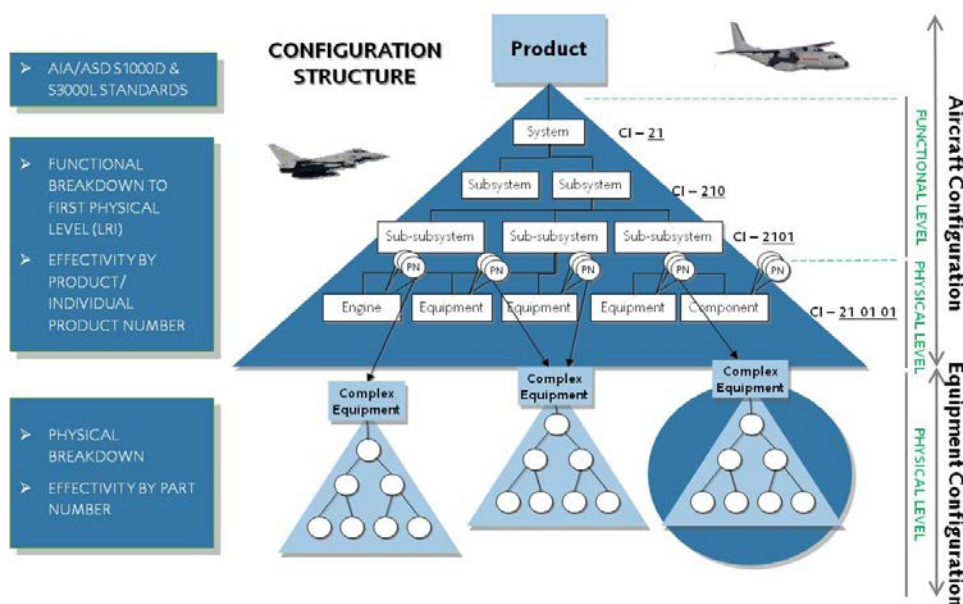 CONFIGURATION
STRUCTURE
Product
➢ AIA/ASD S1000D &
S3000L STANDARDS
➢ FUNCTIONAL
BREAKDOWN TO
FIRST PHYSICAL
LEVEL (LRI)
➢ EFFECTIVITY BY
PRODUCT/
INDIVIDUAL
PRODUCT NUMBER
➢ PHYSICAL
BREAKDOWN
➢ EFFECTIVITY BY PART
NUMBER
System
CI – 21
Subsystem
Subsystem
CI – 210
Sub-subsystem
Sub-subsystem
Sub-subsystem
CI – 2101
PN
PN
PN
PN
PN
Engine
Equipment
Equipment
Equipment
Component
CI – 21 01 01
Complex
Equipment
Complex
Equipment
Complex
Equipment
FUNCTIONAL LEVEL
PHYSICAL LEVEL
PHYSICAL LEVEL
Aircraft Configuration
Equipment Configuration